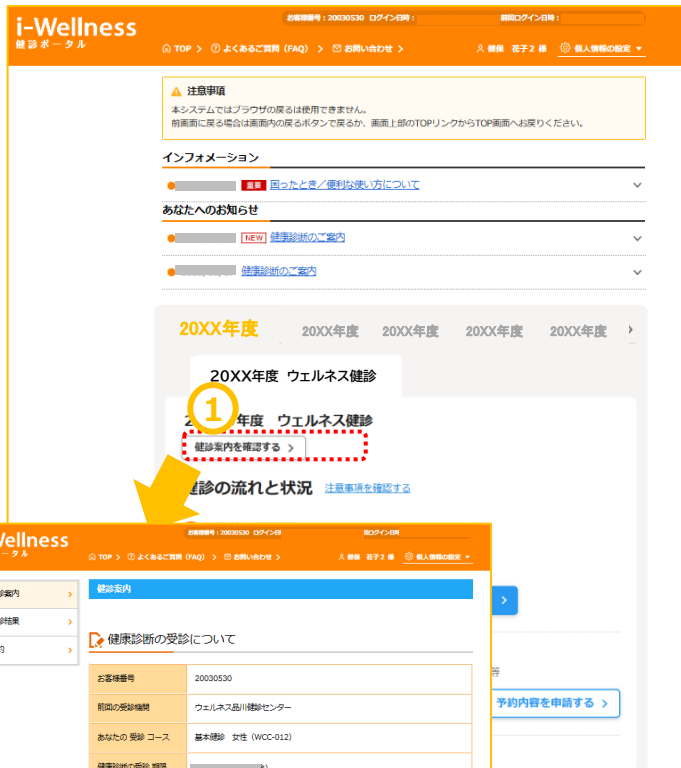 i-Wellness
健診ポータル
お客様番号：20030530 ログイン日時： 前回ログイン日時：
TOP > よくあるご質問 (FAQ) > お問い合わせ > 健保 花子2 様 個人情報の設定
注意事項
本システムではブラウザの戻るは使用できません。
前画面に戻る場合は画面内の戻るボタンで戻るか、画面上部のTOPリンクからTOP画面へお戻りください。
インフォメーション
重要 困ったとき／便利な使い方について
あなたへのお知らせ
NEW 健康診断のご案内
健康診断のご案内
20XX年度 20XX年度 20XX年度 20XX年度 20XX年度 >
20XX年度 ウェルネス健診
1
2 年度 ウェルネス健診
健診案内を確認する >
健診の流れと状況 注意事項を確認する
>
等
予約内容を申請する >
Wellness
ータル
お客様番号：20030530 ログイン日
回ログイン日時
TOP > よくあるご質問 (FAQ) > お問い合わせ > 健保 花子2 様 個人情報の設定
診案内 >
診結果 >
約 >
健診案内
健康診断の受診について
お客様番号 20030530
前回の受診機関 ウェルネス品川健診センター
あなたの 受診 コース 基本健診 女性（WCC-012）
健康診断の受診 期限